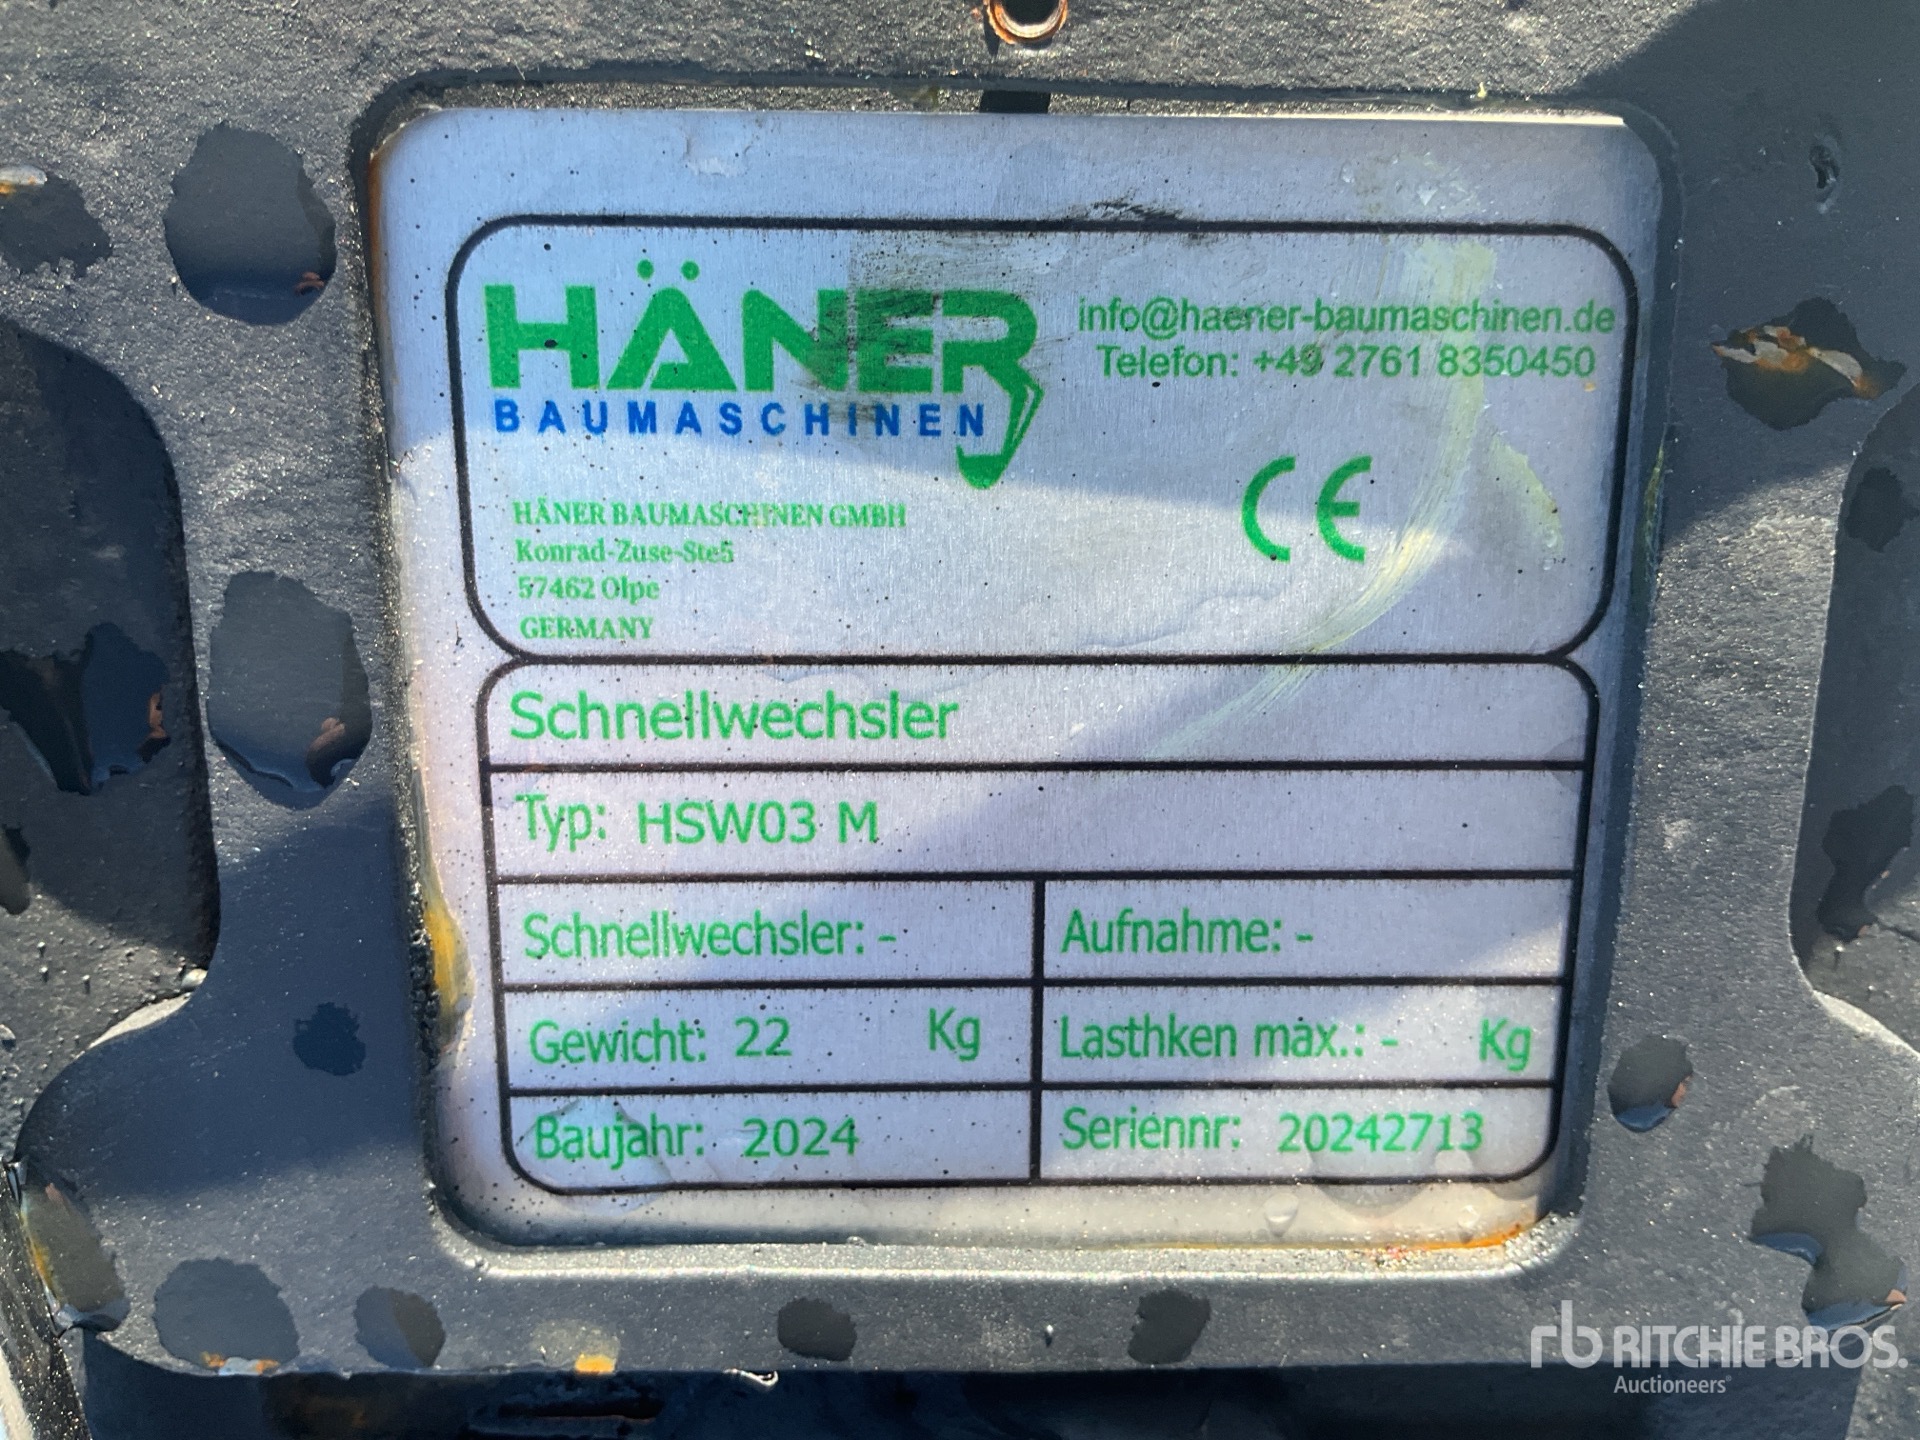 HÄNER
BAUMASCHINEN
info@haener-baumaschinen.de
Telefon: +49 2761 8350450
CE
HÄNER BAUMASCHINEN GMBH
Konrad-Zuse-Ste5
57462 Olpe
GERMANY
Schnellwechsler
Typ: HSW03 M
Schnellwechsler: -
Aufnahme: -
Gewicht: 22 Kg
Lasthken max.: - Kg
Baujahr: 2024
Seriennr: 20242713
rb RITCHIE BROS.
Auctioneers